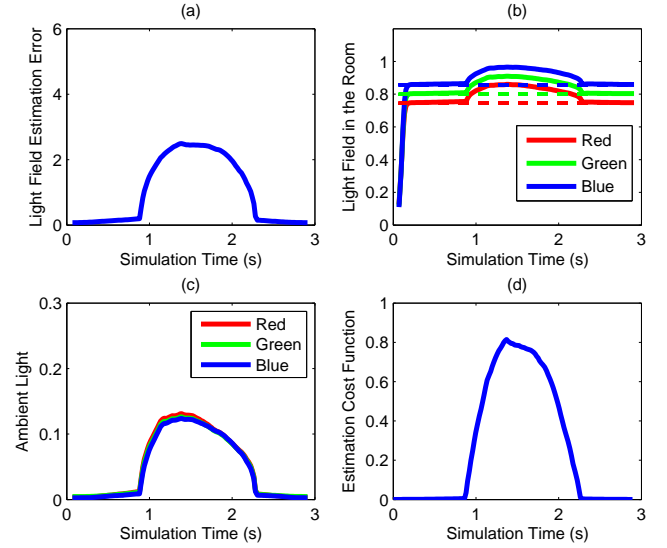 (a)
Light Field Estimation Error
6
4
2
0
0 1 2 3
Simulation Time (s)
(b)
Light Field in the Room
1
0.8
0.6
0.4
0.2
0
0 1 2 3
Simulation Time (s)
Red
Green
Blue
(c)
Ambient Light
0.3
0.2
0.1
0
0 1 2 3
Simulation Time (s)
Red
Green
Blue
(d)
Estimation Cost Function
1
0.8
0.6
0.4
0.2
0
0 1 2 3
Simulation Time (s)